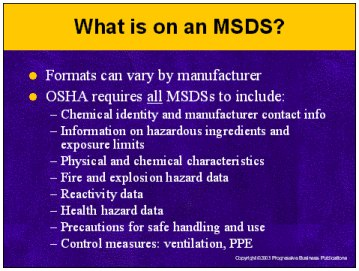 What is on an MSDS?
Formats can vary by manufacturer
OSHA requires all MSDSs to include:
– Chemical identity and manufacturer contact info
– Information on hazardous ingredients and
exposure limits
– Physical and chemical characteristics
– Fire and explosion hazard data
– Reactivity data
– Health hazard data
– Precautions for safe handling and use
– Control measures: ventilation, PPE
Copyright©2003 Progressive Business Publications